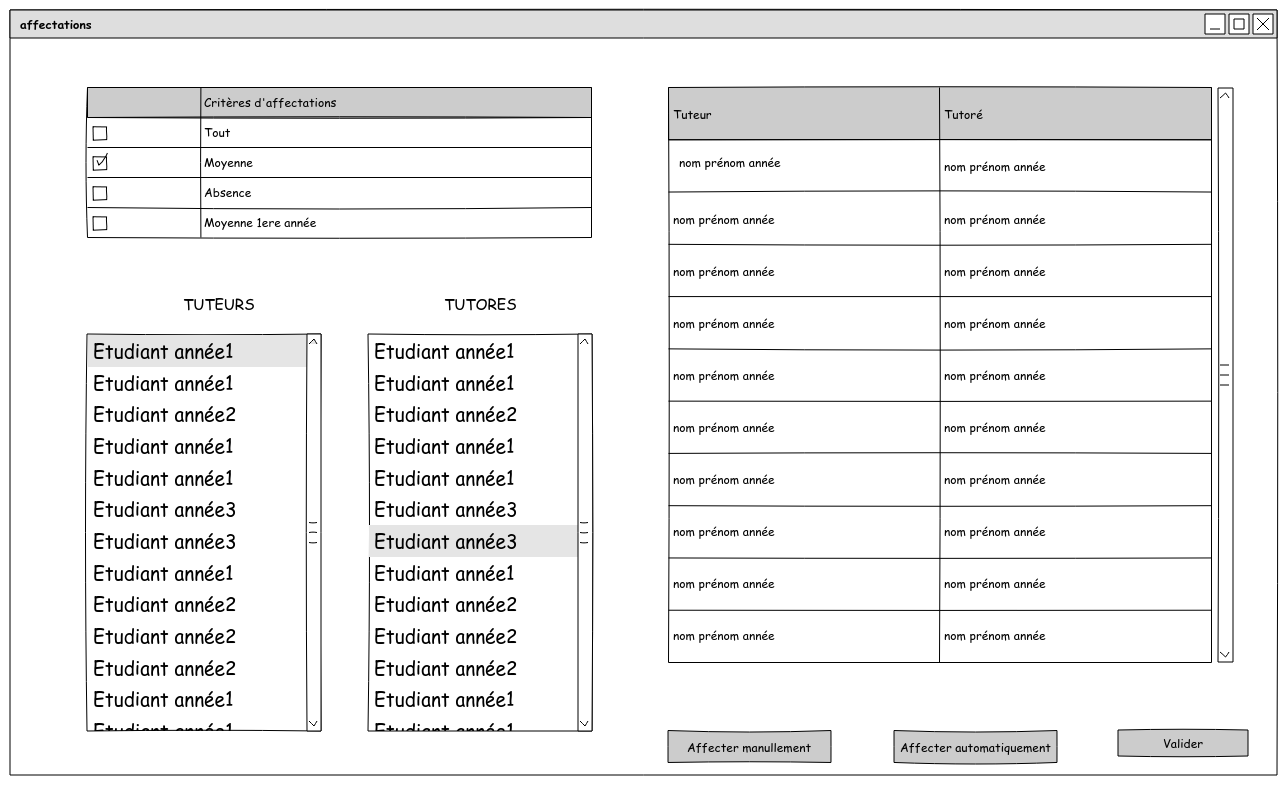 affectations
Critères d'affectations
Tout
Moyenne
Absence
Moyenne 1ere année
TUTEURS
Etudiant année1
Etudiant année1
Etudiant année2
Etudiant année1
Etudiant année1
Etudiant année3
Etudiant année3
Etudiant année1
Etudiant année2
Etudiant année2
Etudiant année2
Etudiant année1
Etudiant année1
TUTORES
Etudiant année1
Etudiant année1
Etudiant année2
Etudiant année1
Etudiant année1
Etudiant année3
Etudiant année3
Etudiant année1
Etudiant année2
Etudiant année2
Etudiant année2
Etudiant année1
Etudiant année1
Tuteur Tutoré
nom prénom année nom prénom année
nom prénom année nom prénom année
nom prénom année nom prénom année
nom prénom année nom prénom année
nom prénom année nom prénom année
nom prénom année nom prénom année
nom prénom année nom prénom année
nom prénom année nom prénom année
nom prénom année nom prénom année
nom prénom année nom prénom année
Affecter manullement Affecter automatiquement Valider